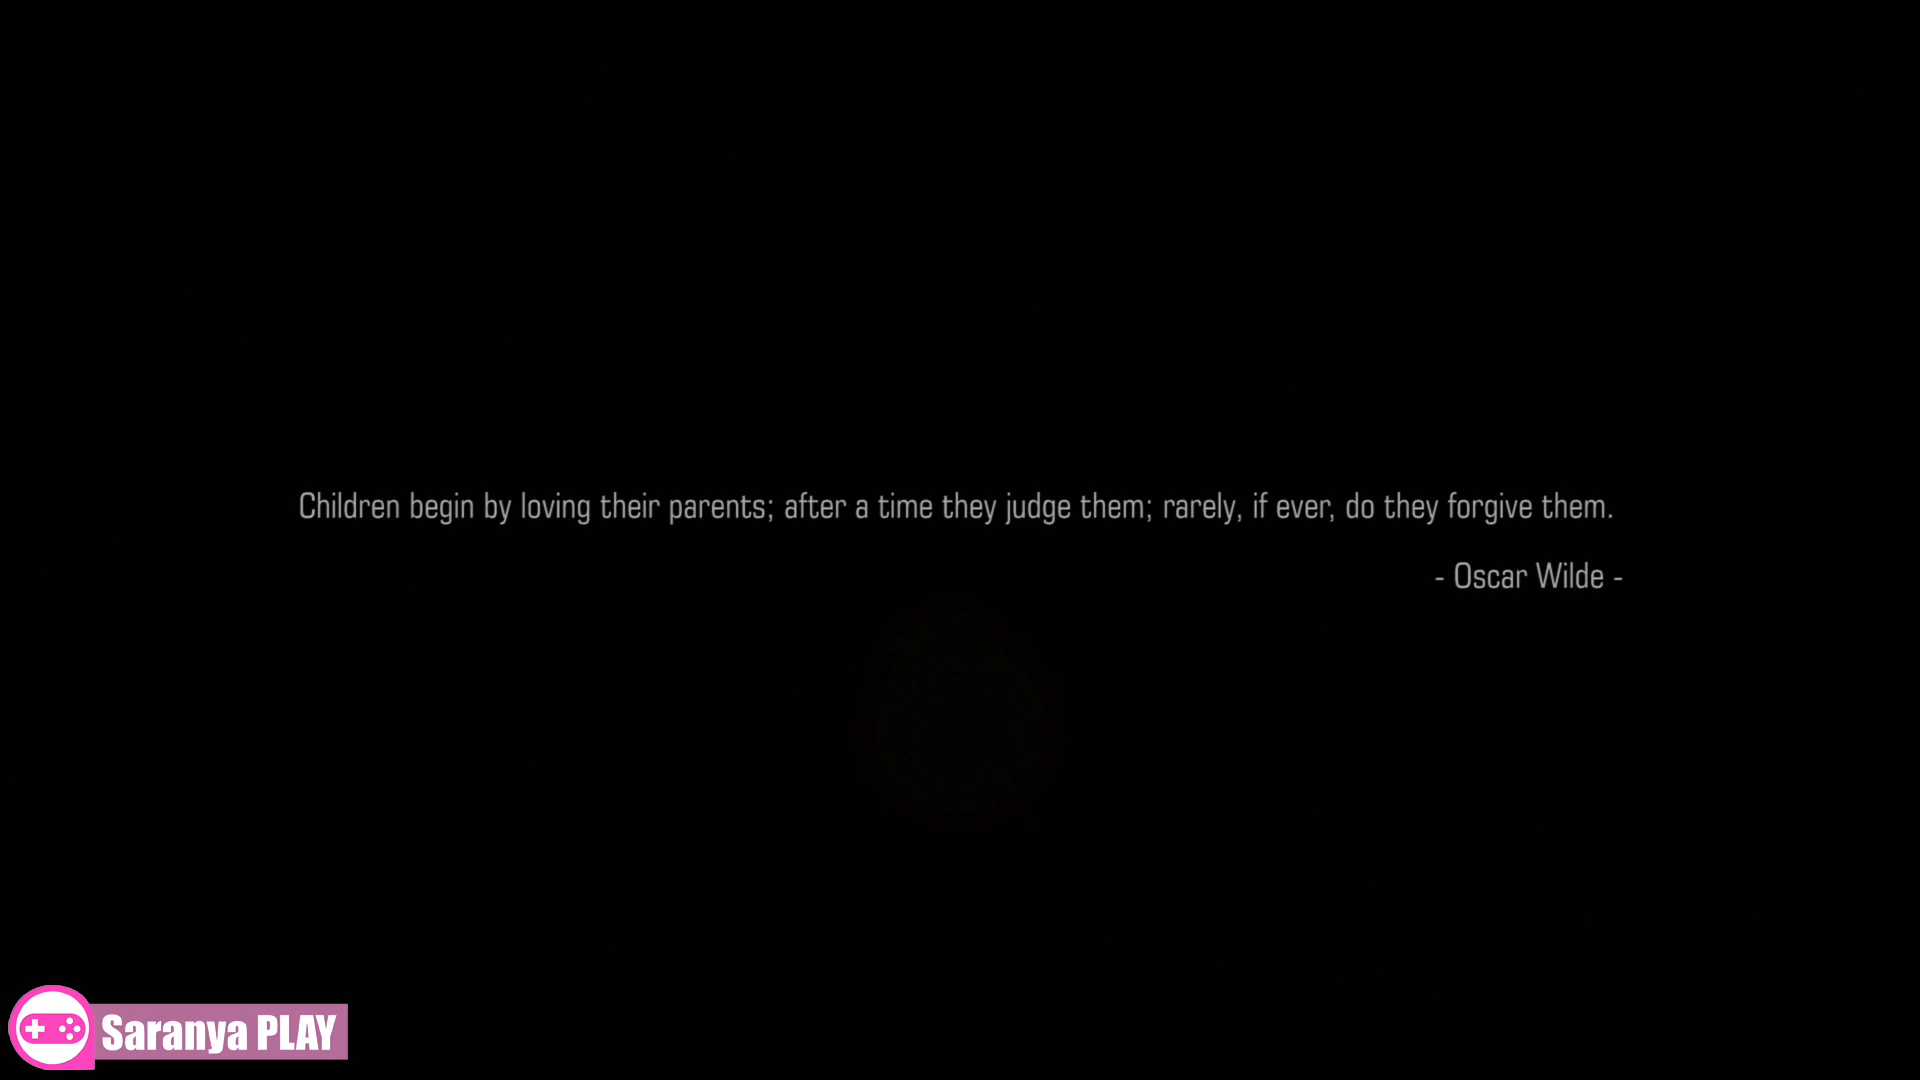 Children begin by loving their parents; after a time they judge them; rarely, if ever, do they forgive them.
- Oscar Wilde -
Saranya PLAY